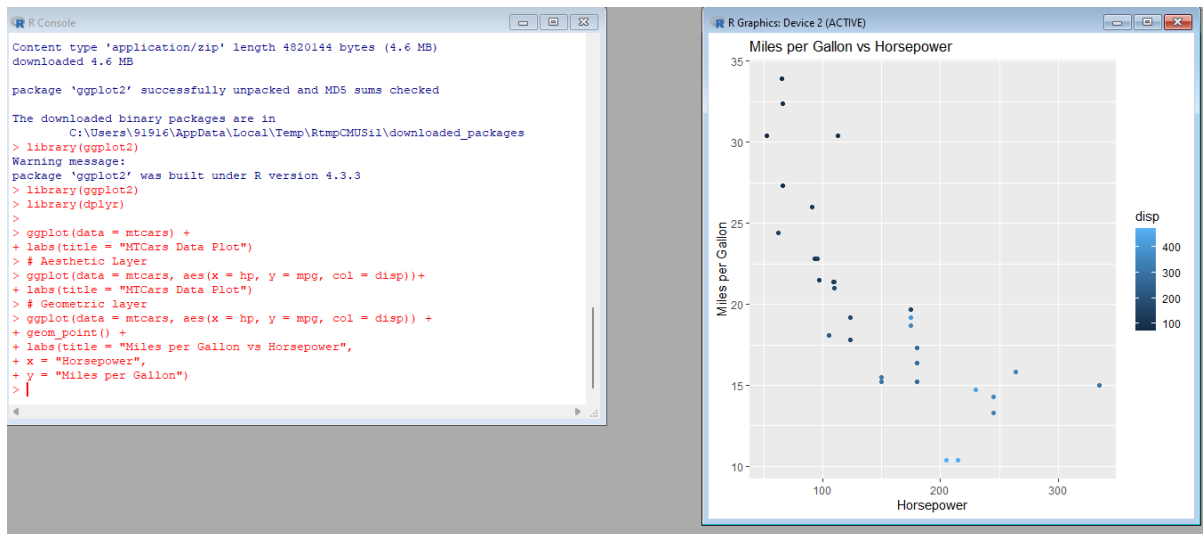 R Console
Content type 'application/zip' length 4820144 bytes (4.6 MB)
downloaded 4.6 MB
package ‘ggplot2’ successfully unpacked and MD5 sums checked
The downloaded binary packages are in
C:\Users\91916\AppData\Local\Temp\RtmpCMUSil\downloaded_packages
> library(ggplot2)
Warning message:
package ‘ggplot2’ was built under R version 4.3.3
> library(ggplot2)
> library(dplyr)
>
> ggplot(data = mtcars) +
+ labs(title = "MTCars Data Plot")
> # Aesthetic Layer
> ggplot(data = mtcars, aes(x = hp, y = mpg, col = disp))+
+ labs(title = "MTCars Data Plot")
> # Geometric layer
> ggplot(data = mtcars, aes(x = hp, y = mpg, col = disp)) +
+ geom_point() +
+ labs(title = "Miles per Gallon vs Horsepower",
+ x = "Horsepower",
+ y = "Miles per Gallon")
>
R Graphics: Device 2 (ACTIVE)
Miles per Gallon vs Horsepower
35
30
25
20
15
10
Miles per Gallon
100 200 300
Horsepower
disp
400
300
200
100